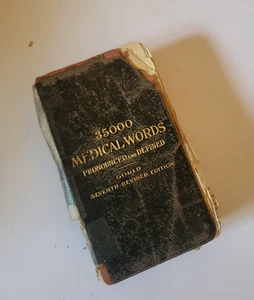 35000
MEDICAL WORDS
PRONOUNCED AND DEFINED
GOULD
SEVENTH REVISED EDITION